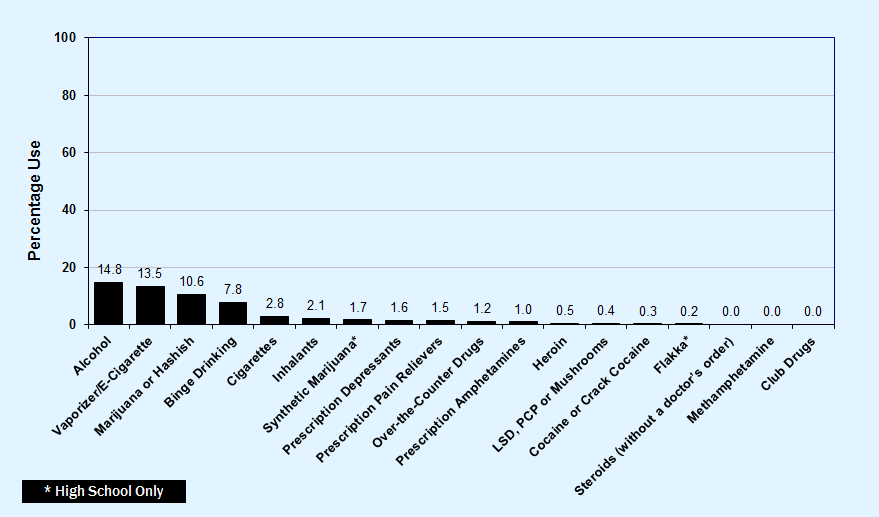 100
80
60
40
20
0
Percentage Use
14.8
13.5
10.6
7.8
2.8
2.1
1.7
1.6
1.5
1.2
1.0
0.5
0.4
0.3
0.2
0.0
0.0
0.0
Alcohol
Vaporizer/E-Cigarette
Marijuana or Hashish
Binge Drinking
Cigarettes
Inhalants
Synthetic Marijuana*
Prescription Depressants
Prescription Pain Relievers
Over-the-Counter Drugs
Prescription Amphetamines
Heroin
LSD, PCP or Mushrooms
Cocaine or Crack Cocaine
Flakka*
Steroids (without a doctor's order)
Methamphetamine
Club Drugs
* High School Only